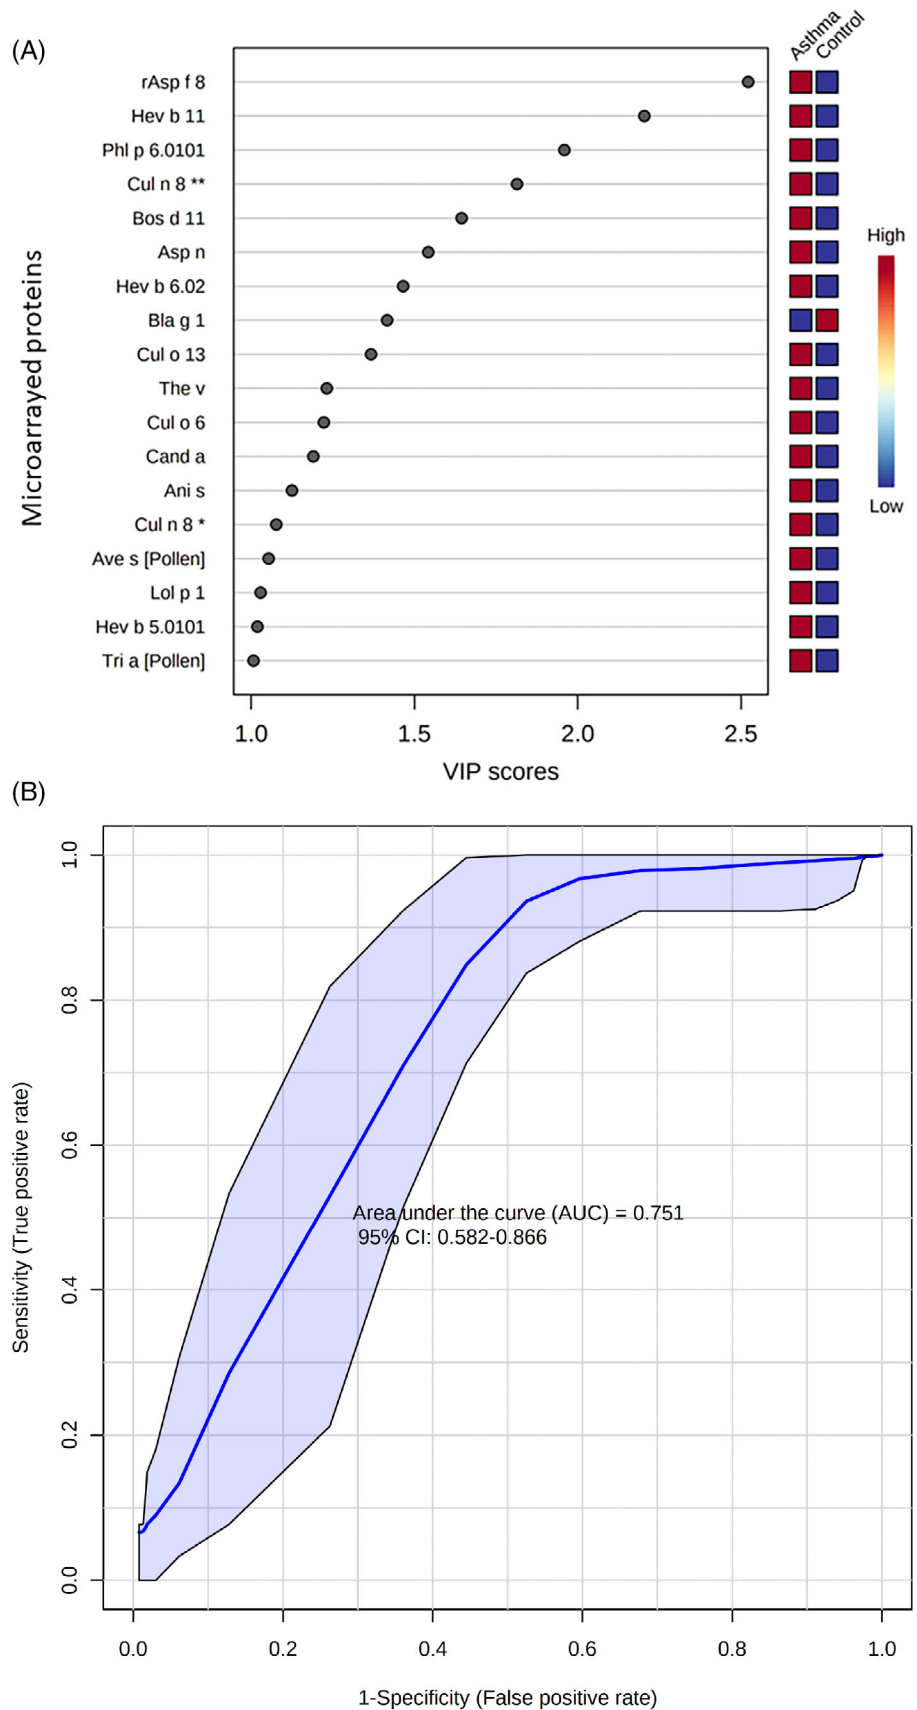 (A)
Asthma
Control
rAsp f 8
Hev b 11
Phl p 6.0101
Cul n 8 **
Bos d 11
Asp n
Hev b 6.02
Bla g 1
Cul o 13
The v
Cul o 6
Cand a
Ani s
Cul n 8 *
Ave s [Pollen]
Lol p 1
Hev b 5.0101
Tri a [Pollen]
Microarrayed proteins
High
Low
1.0 1.5 2.0 2.5
VIP scores
(B)
1.0
0.8
0.6
0.4
0.2
0.0
Sensitivity (True positive rate)
Area under the curve (AUC) = 0.751
95% CI: 0.582-0.866
0.0 0.2 0.4 0.6 0.8 1.0
1-Specificity (False positive rate)